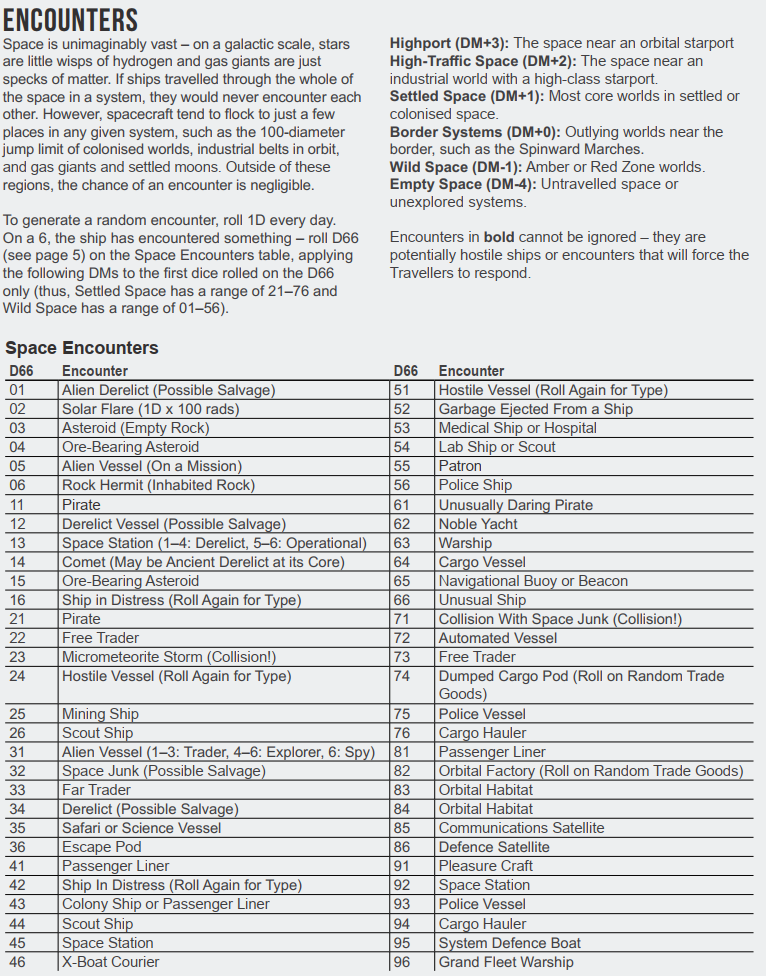 ENCOUNTERS
Space is unimaginably vast – on a galactic scale, stars
are little wisps of hydrogen and gas giants are just
specks of matter. If ships travelled through the whole of
the space in a system, they would never encounter each
other. However, spacecraft tend to flock to just a few
places in any given system, such as the 100-diameter
jump limit of colonised worlds, industrial belts in orbit,
and gas giants and settled moons. Outside of these
regions, the chance of an encounter is negligible.
To generate a random encounter, roll 1D every day.
On a 6, the ship has encountered something – roll D66
(see page 5) on the Space Encounters table, applying
the following DMs to the first dice rolled on the D66
only (thus, Settled Space has a range of 21–76 and
Wild Space has a range of 01–56).
Highport (DM+3): The space near an orbital starport
High-Traffic Space (DM+2): The space near an
industrial world with a high-class starport.
Settled Space (DM+1): Most core worlds in settled or
colonised space.
Border Systems (DM+0): Outlying worlds near the
border, such as the Spinward Marches.
Wild Space (DM-1): Amber or Red Zone worlds.
Empty Space (DM-4): Untravelled space or
unexplored systems.
Encounters in bold cannot be ignored – they are
potentially hostile ships or encounters that will force the
Travellers to respond.
Space Encounters
D66 Encounter
01 Alien Derelict (Possible Salvage)
02 Solar Flare (1D x 100 rads)
03 Asteroid (Empty Rock)
04 Ore-Bearing Asteroid
05 Alien Vessel (On a Mission)
06 Rock Hermit (Inhabited Rock)
11 Pirate
12 Derelict Vessel (Possible Salvage)
13 Space Station (1–4: Derelict, 5–6: Operational)
14 Comet (May be Ancient Derelict at its Core)
15 Ore-Bearing Asteroid
16 Ship in Distress (Roll Again for Type)
21 Pirate
22 Free Trader
23 Micrometeorite Storm (Collision!)
24 Hostile Vessel (Roll Again for Type)
25 Mining Ship
26 Scout Ship
31 Alien Vessel (1–3: Trader, 4–6: Explorer, 6: Spy)
32 Space Junk (Possible Salvage)
33 Far Trader
34 Derelict (Possible Salvage)
35 Safari or Science Vessel
36 Escape Pod
41 Passenger Liner
42 Ship In Distress (Roll Again for Type)
43 Colony Ship or Passenger Liner
44 Scout Ship
45 Space Station
46 X-Boat Courier
D66 Encounter
51 Hostile Vessel (Roll Again for Type)
52 Garbage Ejected From a Ship
53 Medical Ship or Hospital
54 Lab Ship or Scout
55 Patron
56 Police Ship
61 Unusually Daring Pirate
62 Noble Yacht
63 Warship
64 Cargo Vessel
65 Navigational Buoy or Beacon
66 Unusual Ship
71 Collision With Space Junk (Collision!)
72 Automated Vessel
73 Free Trader
74 Dumped Cargo Pod (Roll on Random Trade
Goods)
75 Police Vessel
76 Cargo Hauler
81 Passenger Liner
82 Orbital Factory (Roll on Random Trade Goods)
83 Orbital Habitat
84 Orbital Habitat
85 Communications Satellite
86 Defence Satellite
91 Pleasure Craft
92 Space Station
93 Police Vessel
94 Cargo Hauler
95 System Defence Boat
96 Grand Fleet Warship